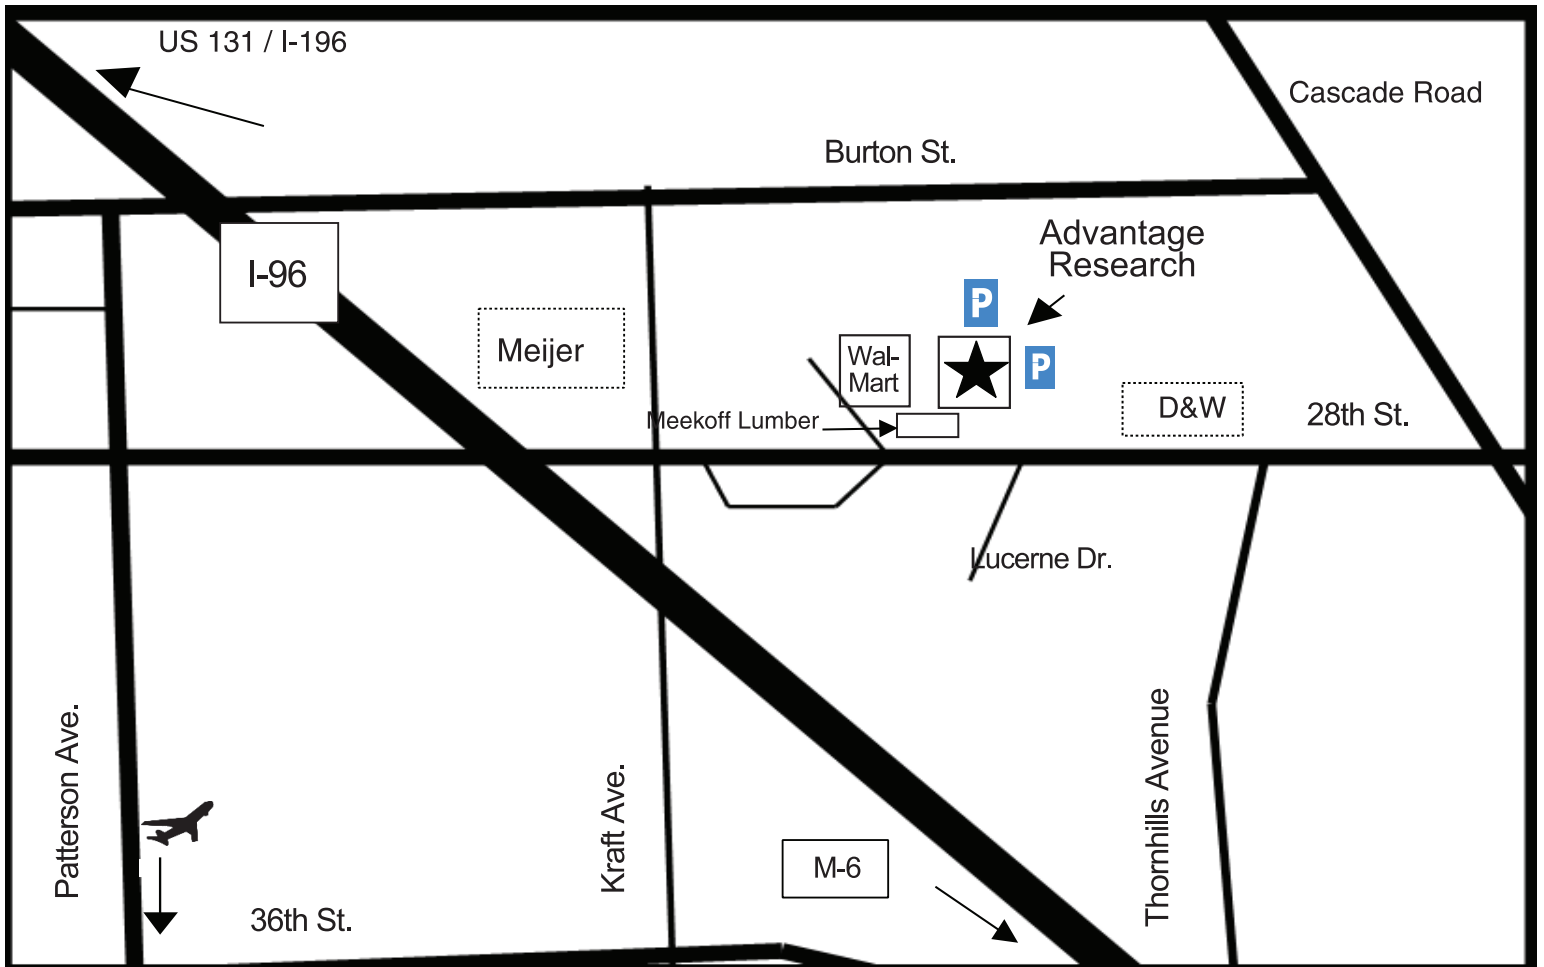 US 131 / I-196
Cascade Road
Burton St.
Advantage
Research
I-96
P
Meijer
Wal-
Mart
P
D&W
28th St.
Meekoff Lumber
Lucerne Dr.
Patterson Ave.
Kraft Ave.
Thornhills Avenue
M-6
36th St.